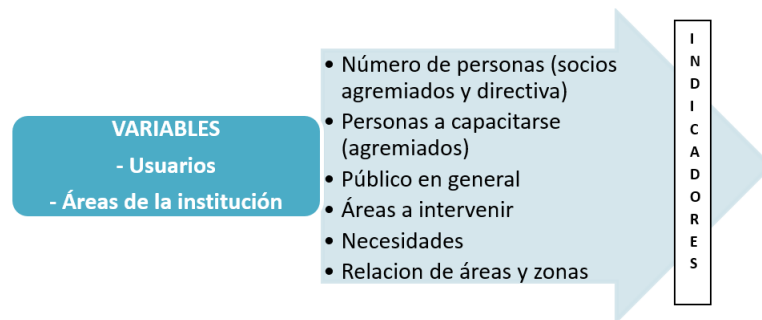 VARIABLES
- Usuarios
- Áreas de la institución
• Número de personas (socios
agremiados y directiva)
• Personas a capacitarse
(agremiados)
• Público en general
• Áreas a intervenir
• Necesidades
• Relacion de áreas y zonas
INDICADORES